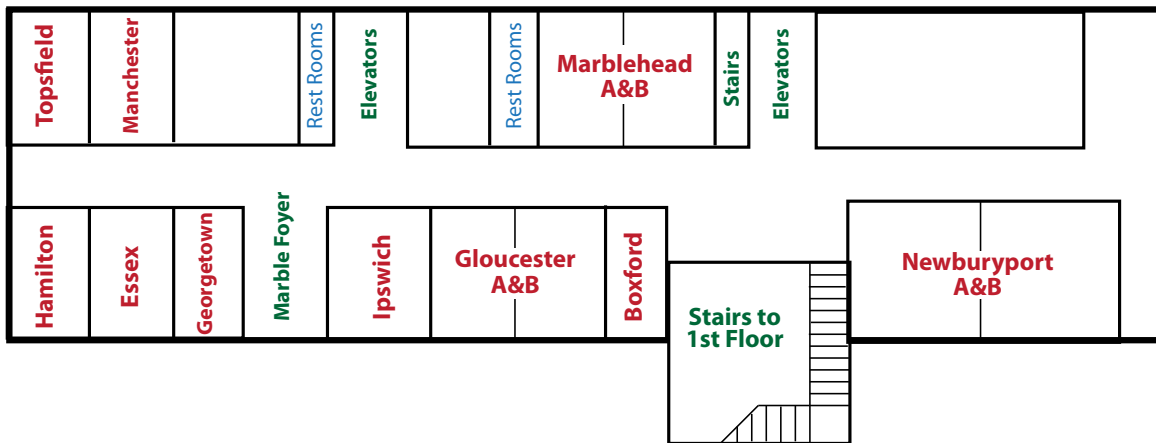 Topsfield
Manchester
Rest Rooms
Elevators
Rest Rooms
Marblehead
A&B
Stairs
Elevators
Hamilton
Essex
Georgetown
Marble Foyer
Ipswich
Gloucester
A&B
Boxford
Stairs to
1st Floor
Newburyport
A&B